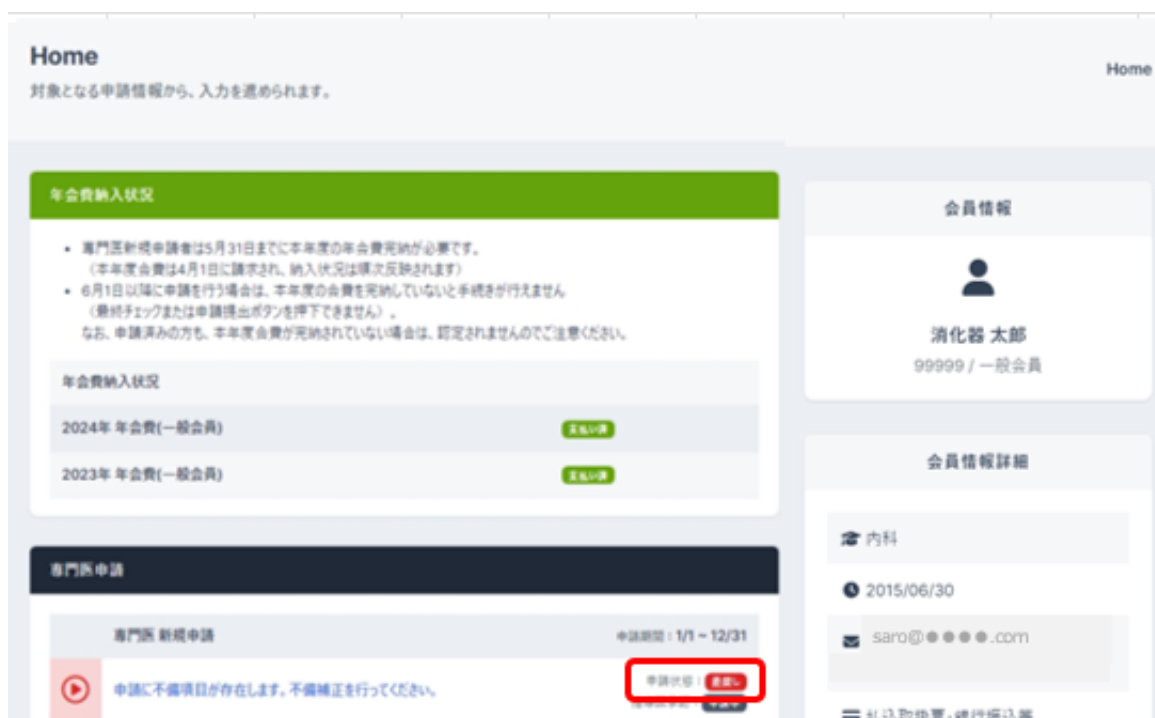 Home
対象となる申請情報から、入力を進められます。
Home
年会費納入状況
• 専門医新規申請者は5月31日までに本年度の年会費完納が必要です。
（本年度会費は4月1日に請求され、納入状況は順次反映されます）
• 6月1日以降に申請を行う場合は、本年度の会費を完納していないと手続きが行えません
（最終チェックまたは申請提出ボタンを押下できません）。
なお、申請済みの方も、本年度会費が完納されていない場合は、認定されませんのでご注意ください。
年会費納入状況
2024年 年会費(一般会員)
支払い済
2023年 年会費(一般会員)
支払い済
専門医申請
専門医 新規申請
申請期間：1/1 ~ 12/31
申請に不備項目が存在します。不備補正を行ってください。
申請状態：差戻し
会員情報
消化器 太郎
99999 / 一般会員
会員情報詳細
内科
2015/06/30
saro@●●●●.com